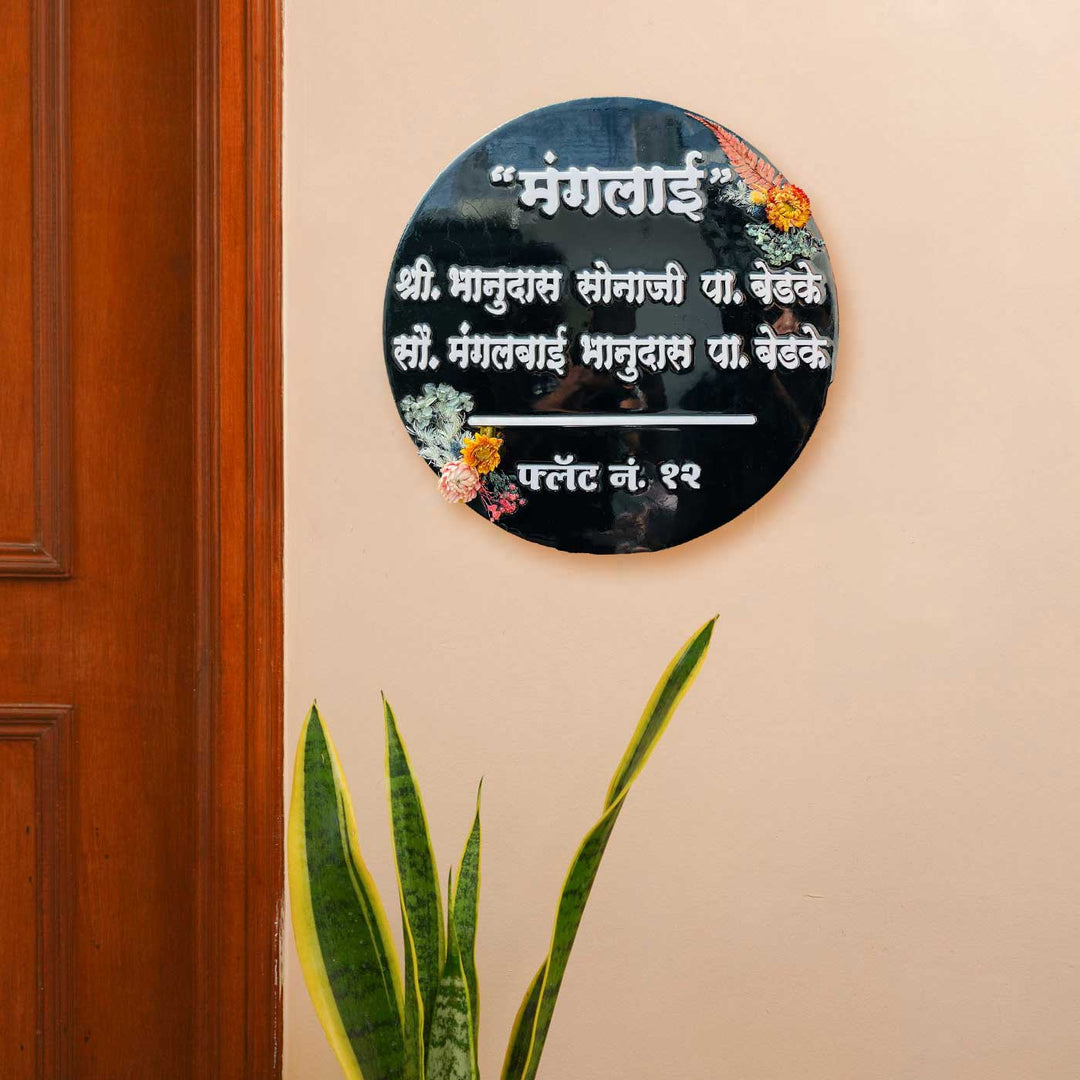 “मंगलाई”
श्री. भानुदास सोनाजी पा. बेडके
सौ. मंगलबाई भानुदास पा. बेडके
फ्लॅट नं. १२